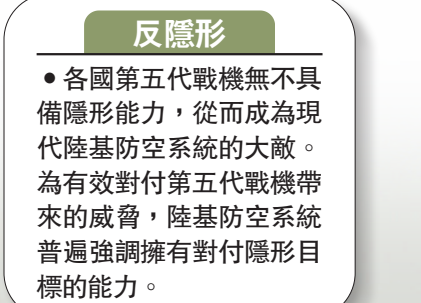 反隱形
●各國第五代戰機無不具
備隱形能力，從而成為現
代陸基防空系統的大敵。
為有效對付第五代戰機帶
來的威脅，陸基防空系統
普遍強調擁有對付隱形目
標的能力。